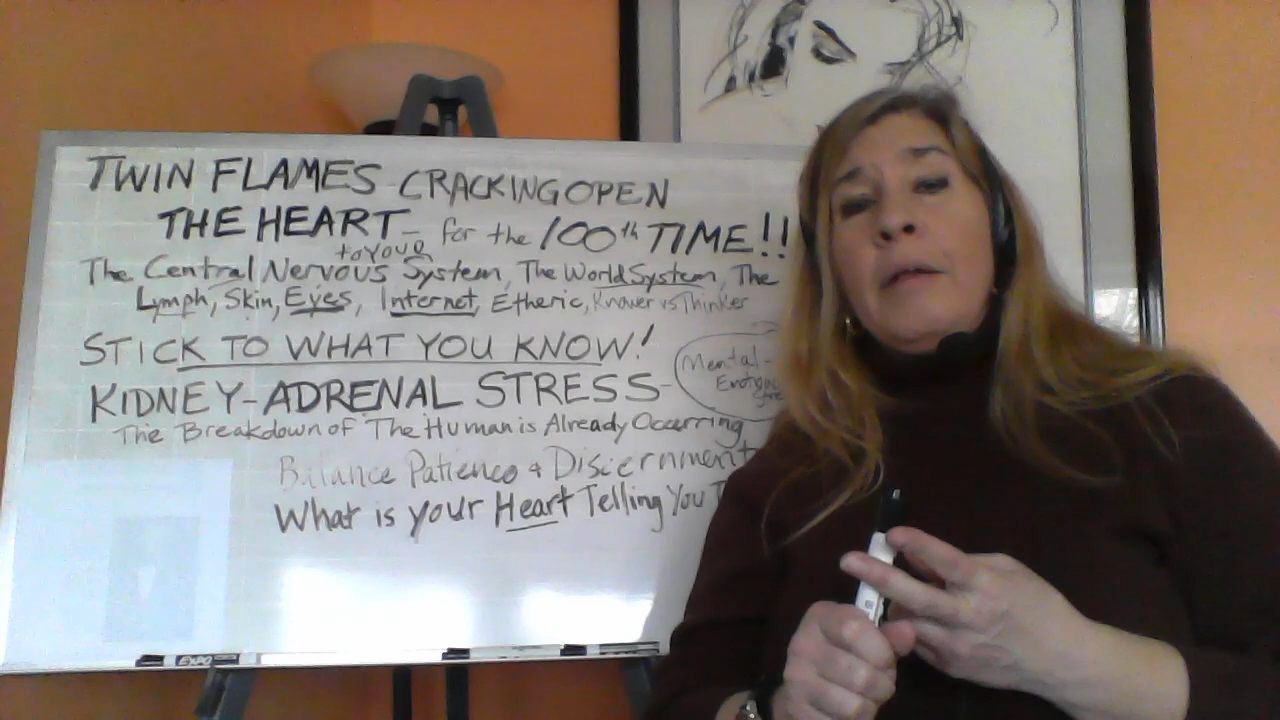 TWIN FLAMES CRACKING OPEN
THE HEART - for the 100th TIME!!
to your
The Central Nervous System, The World System, The
Lymph, Skin, Eyes, Internet, Etheric, Knower vs Thinker
STICK TO WHAT YOU KNOW!
KIDNEY-ADRENAL STRESS-
Mental-
The Breakdown of The Human is Already Occurring
Balance Patience & Discernment
What is your Heart Telling You
EXPO